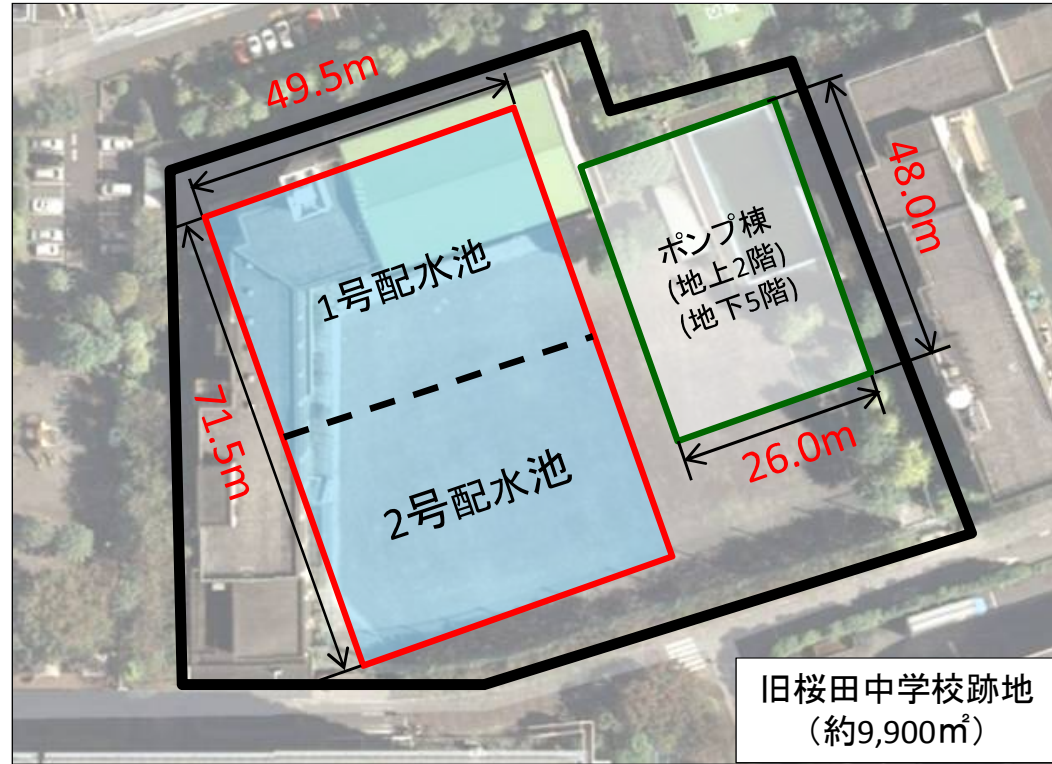 49.5m
48.0m
ポンプ棟
(地上2階)
(地下5階)
1号配水池
71.5m
26.0m
2号配水池
旧桜田中学校跡地
（約9,900㎡）